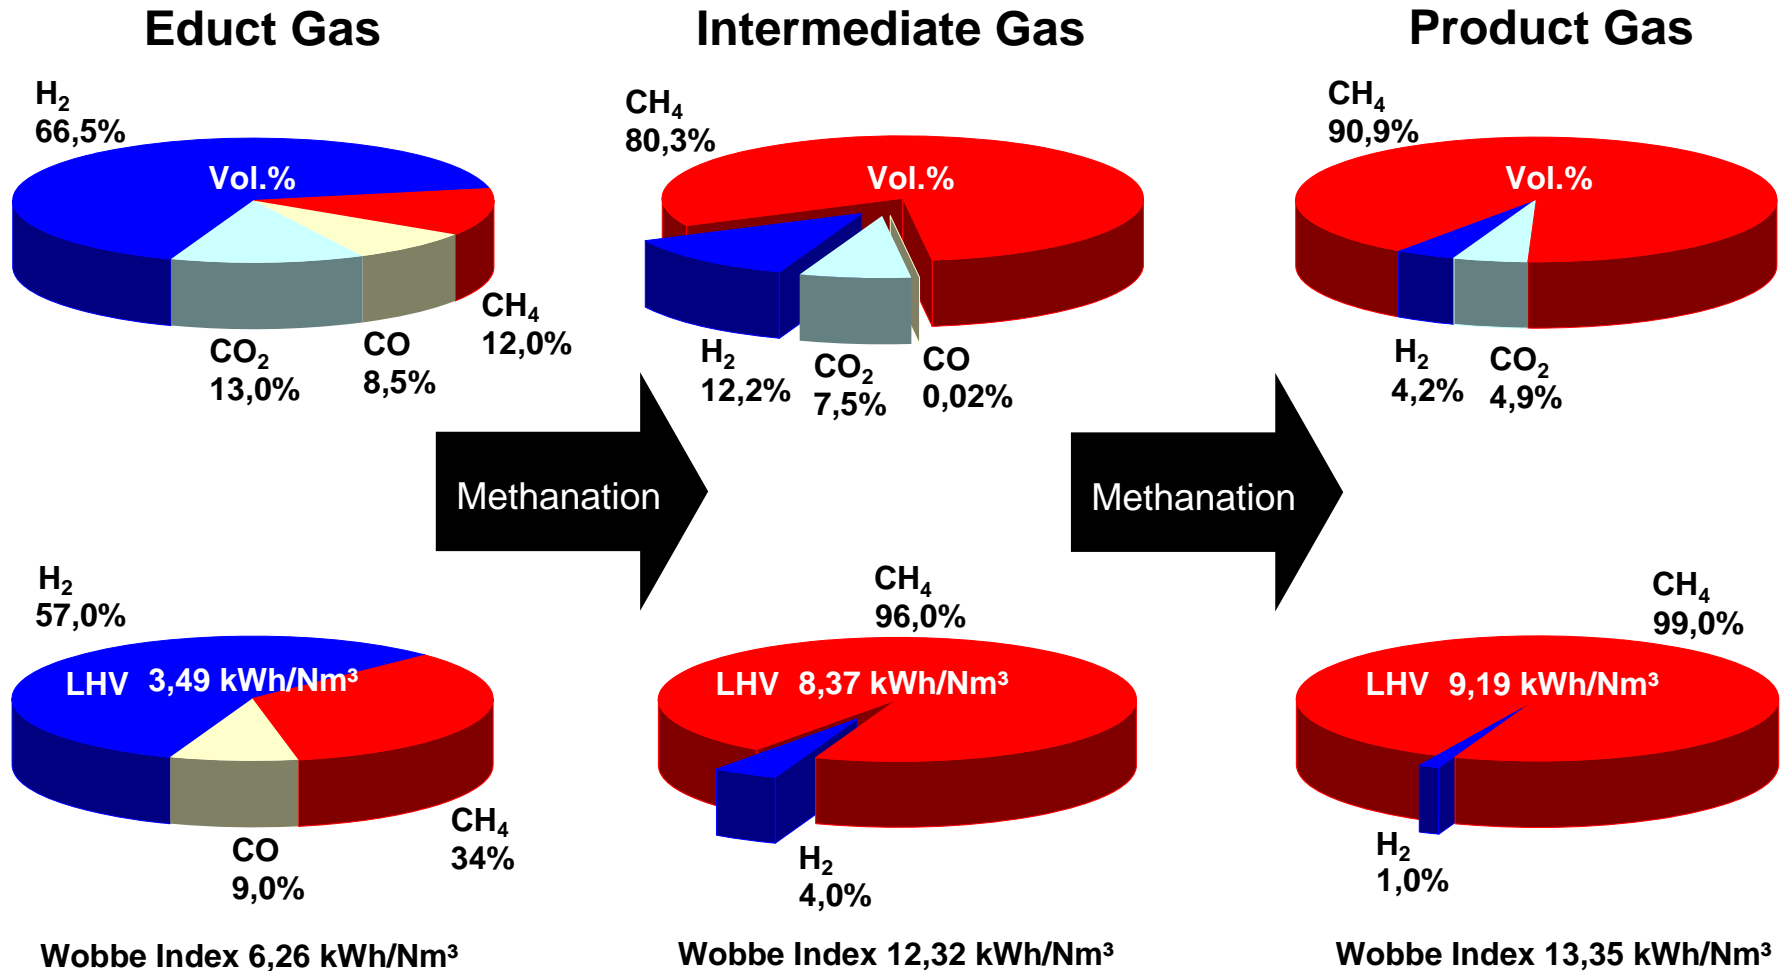 Educt Gas
H₂
66,5%
Vol.%
CO₂
13,0%
CO
8,5%
CH₄
12,0%
Intermediate Gas
CH₄
80,3%
Vol.%
H₂
12,2%
CO₂
7,5%
CO
0,02%
Product Gas
CH₄
90,9%
Vol.%
H₂
4,2%
CO₂
4,9%
Methanation
Methanation
H₂
57,0%
LHV 3,49 kWh/Nm³
CO
9,0%
CH₄
34%
Wobbe Index 6,26 kWh/Nm³
CH₄
96,0%
LHV 8,37 kWh/Nm³
H₂
4,0%
Wobbe Index 12,32 kWh/Nm³
CH₄
99,0%
LHV 9,19 kWh/Nm³
H₂
1,0%
Wobbe Index 13,35 kWh/Nm³